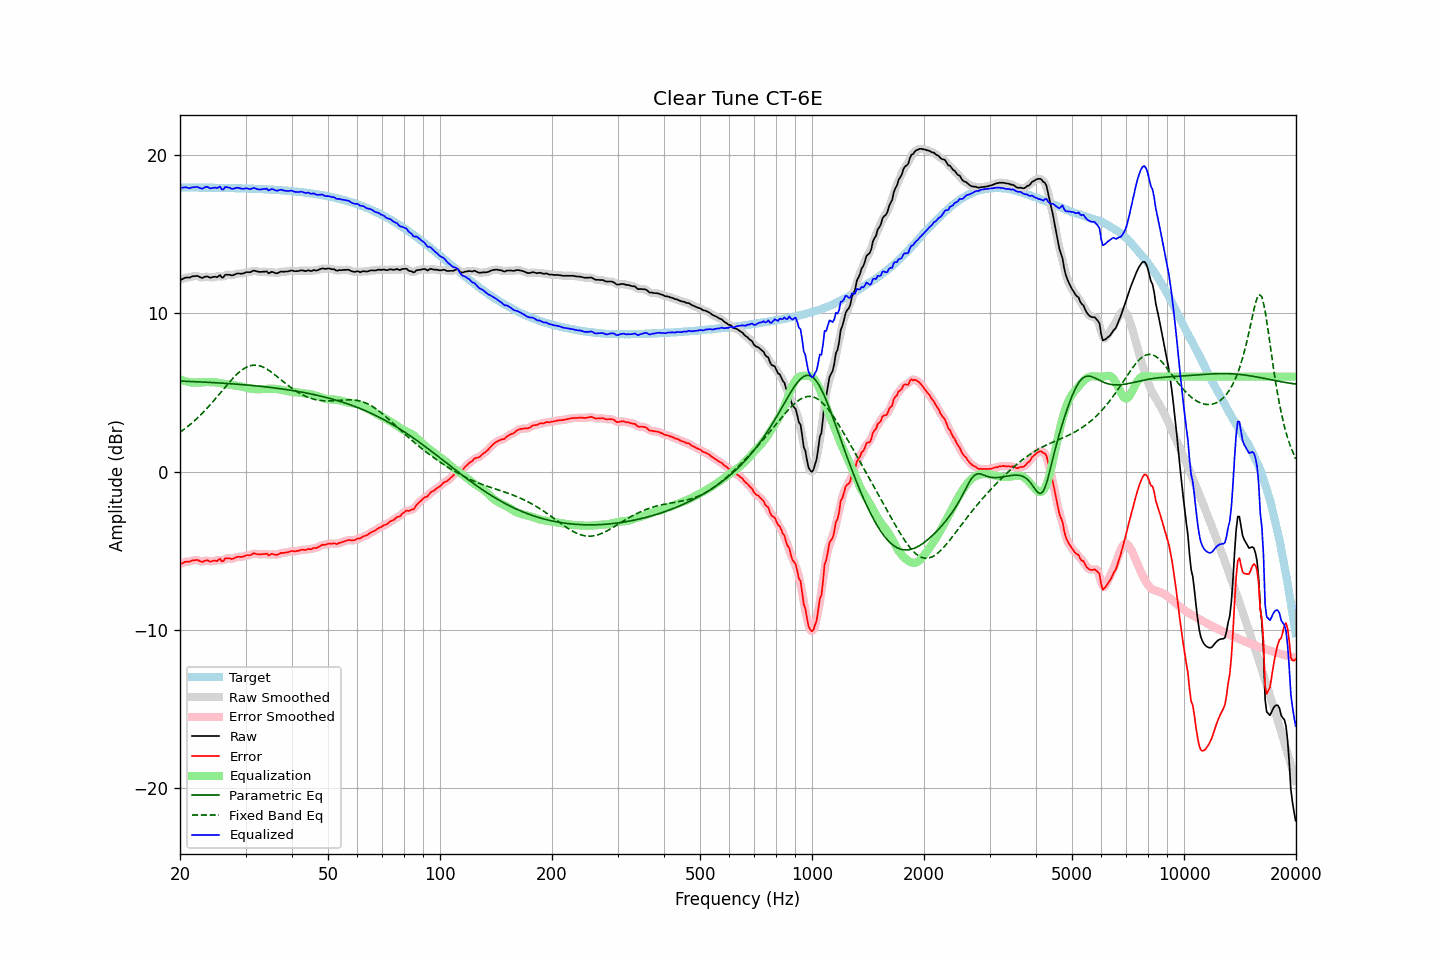 Clear Tune CT-6E
Amplitude (dBr)
20
10
0
−10
−20
Target
Raw Smoothed
Error Smoothed
Raw
Error
Equalization
Parametric Eq
Fixed Band Eq
Equalized
20 50 100 200 500 1000 2000 5000 10000 20000
Frequency (Hz)